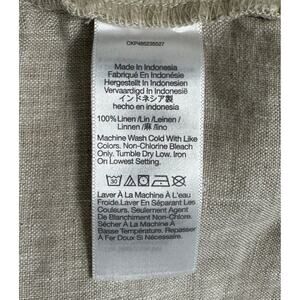 CKP485235527
Made in Indonesia
Fabriqué En Indonésie
Hergestellt In Indonesien
Vervaardigd In Indonesië
インドネシア製
hecho en indonesia
100% Linen /Lin /Leinen /
Linnen /麻 /lino
Machine Wash Cold With Like
Colors. Non-Chlorine Bleach
Only. Tumble Dry Low. Iron
On Lowest Setting.
Laver À La Machine À L'eau
Froide.Laver En Séparant Les
Couleurs. Seulement Agent
De Blanchiment Non-Chloro.
Sécher À La Machine À
Basse Température. Repasser
À Fer Doux Si Nécessaire.